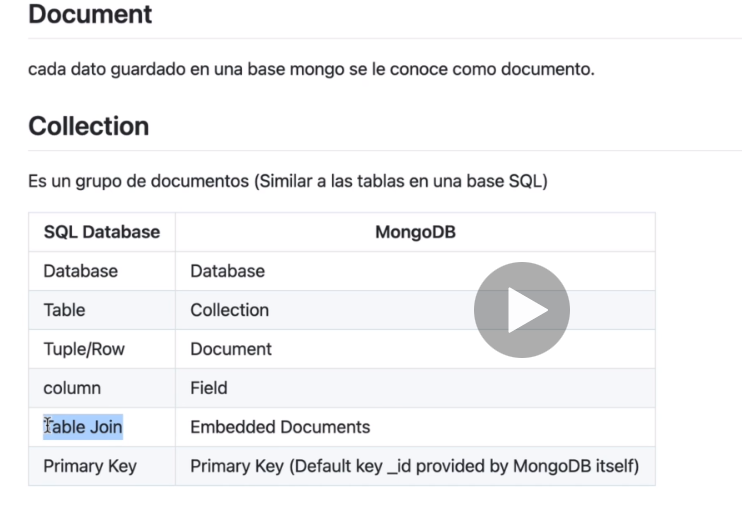 Document
cada dato guardado en una base mongo se le conoce como documento.
Collection
Es un grupo de documentos (Similar a las tablas en una base SQL)
SQL Database MongoDB
Database Database
Table Collection
Tuple/Row Document
column Field
Table Join Embedded Documents
Primary Key Primary Key (Default key _id provided by MongoDB itself)